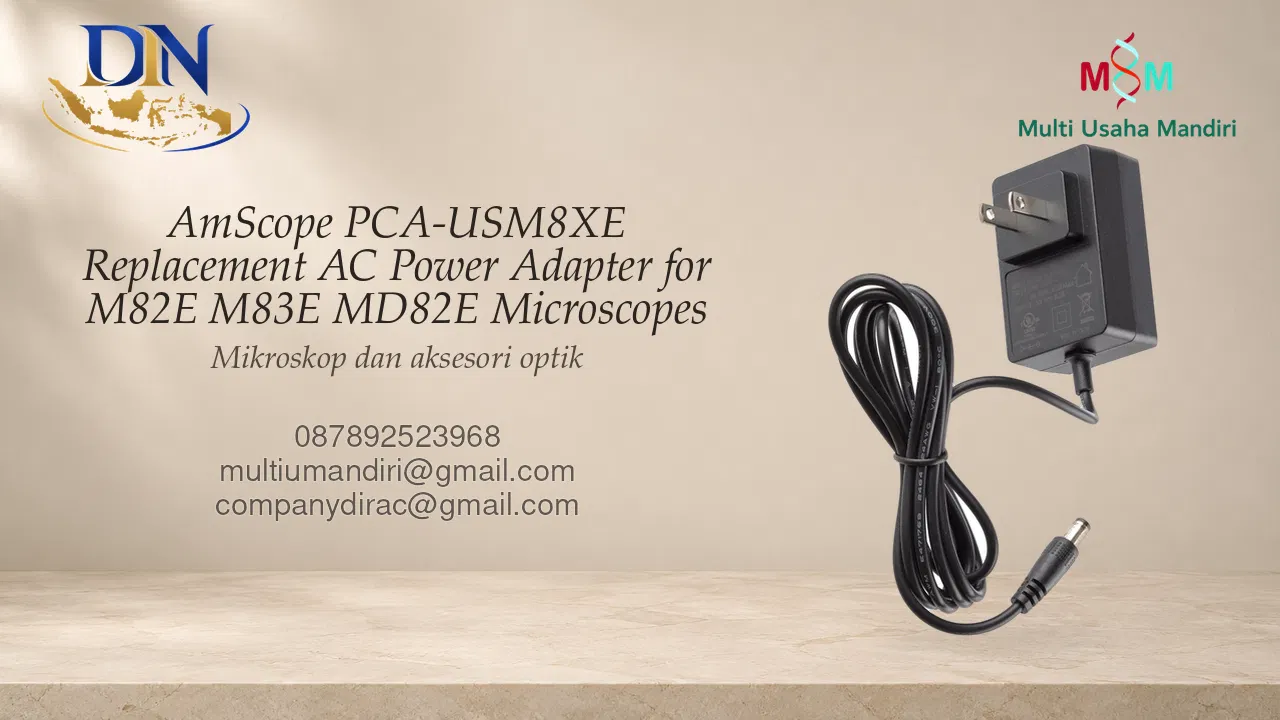 DN
M M
Multi Usaha Mandiri
AmScope PCA-USM8XE
Replacement AC Power Adapter for
M82E M83E MD82E Microscopes
Mikroskop dan aksesori optik
087892523968
multiumandiri@gmail.com
companydirac@gmail.com